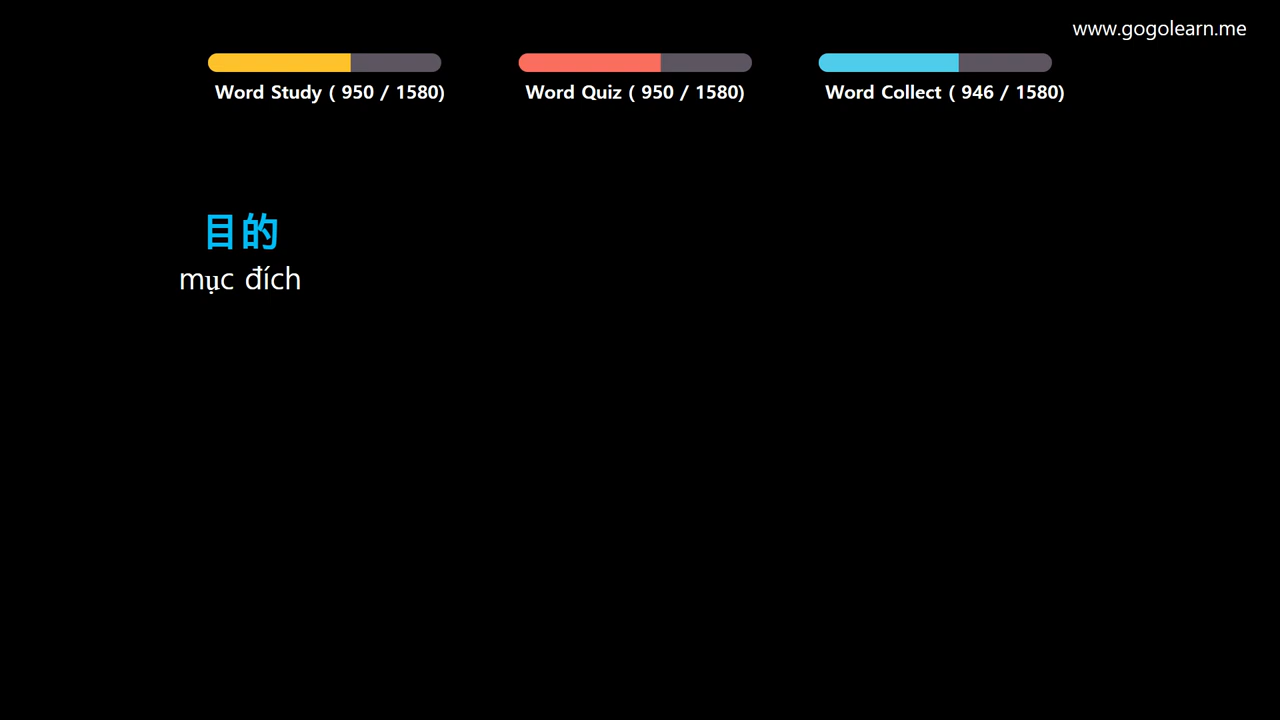 www.gogolearn.me
Word Study ( 950 / 1580)
Word Quiz ( 950 / 1580)
Word Collect ( 946 / 1580)
目的
mục đích